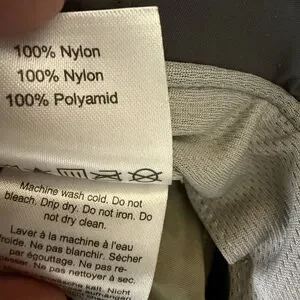 100% Nylon
100% Nylon
100% Polyamid
Machine wash cold. Do not
bleach. Drip dry. Do not iron. Do
not dry clean.
Laver à la machine à l'eau
froide. Ne pas blanchir. Sécher
par égouttage. Ne pas re-
passer. Ne pas nettoyer à sec.
kalt. Nicht